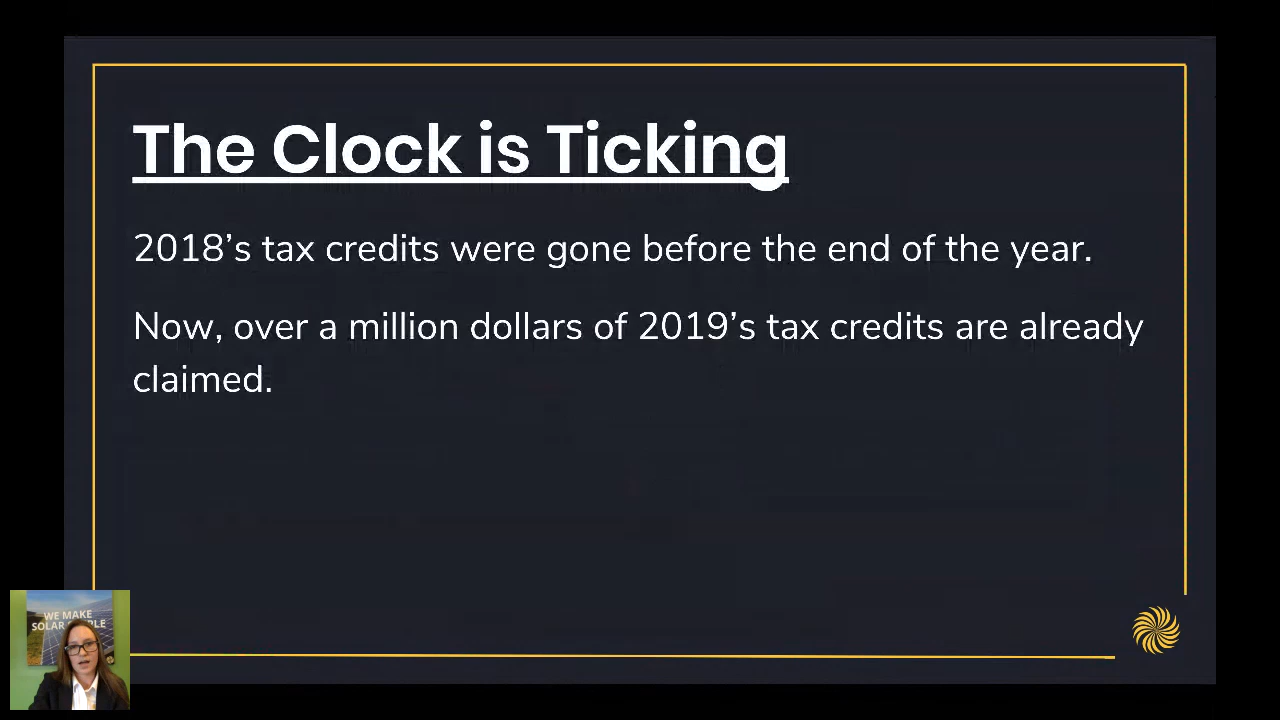 The Clock is Ticking
2018’s tax credits were gone before the end of the year.
Now, over a million dollars of 2019’s tax credits are already
claimed.
WE MAKE
SOLAR